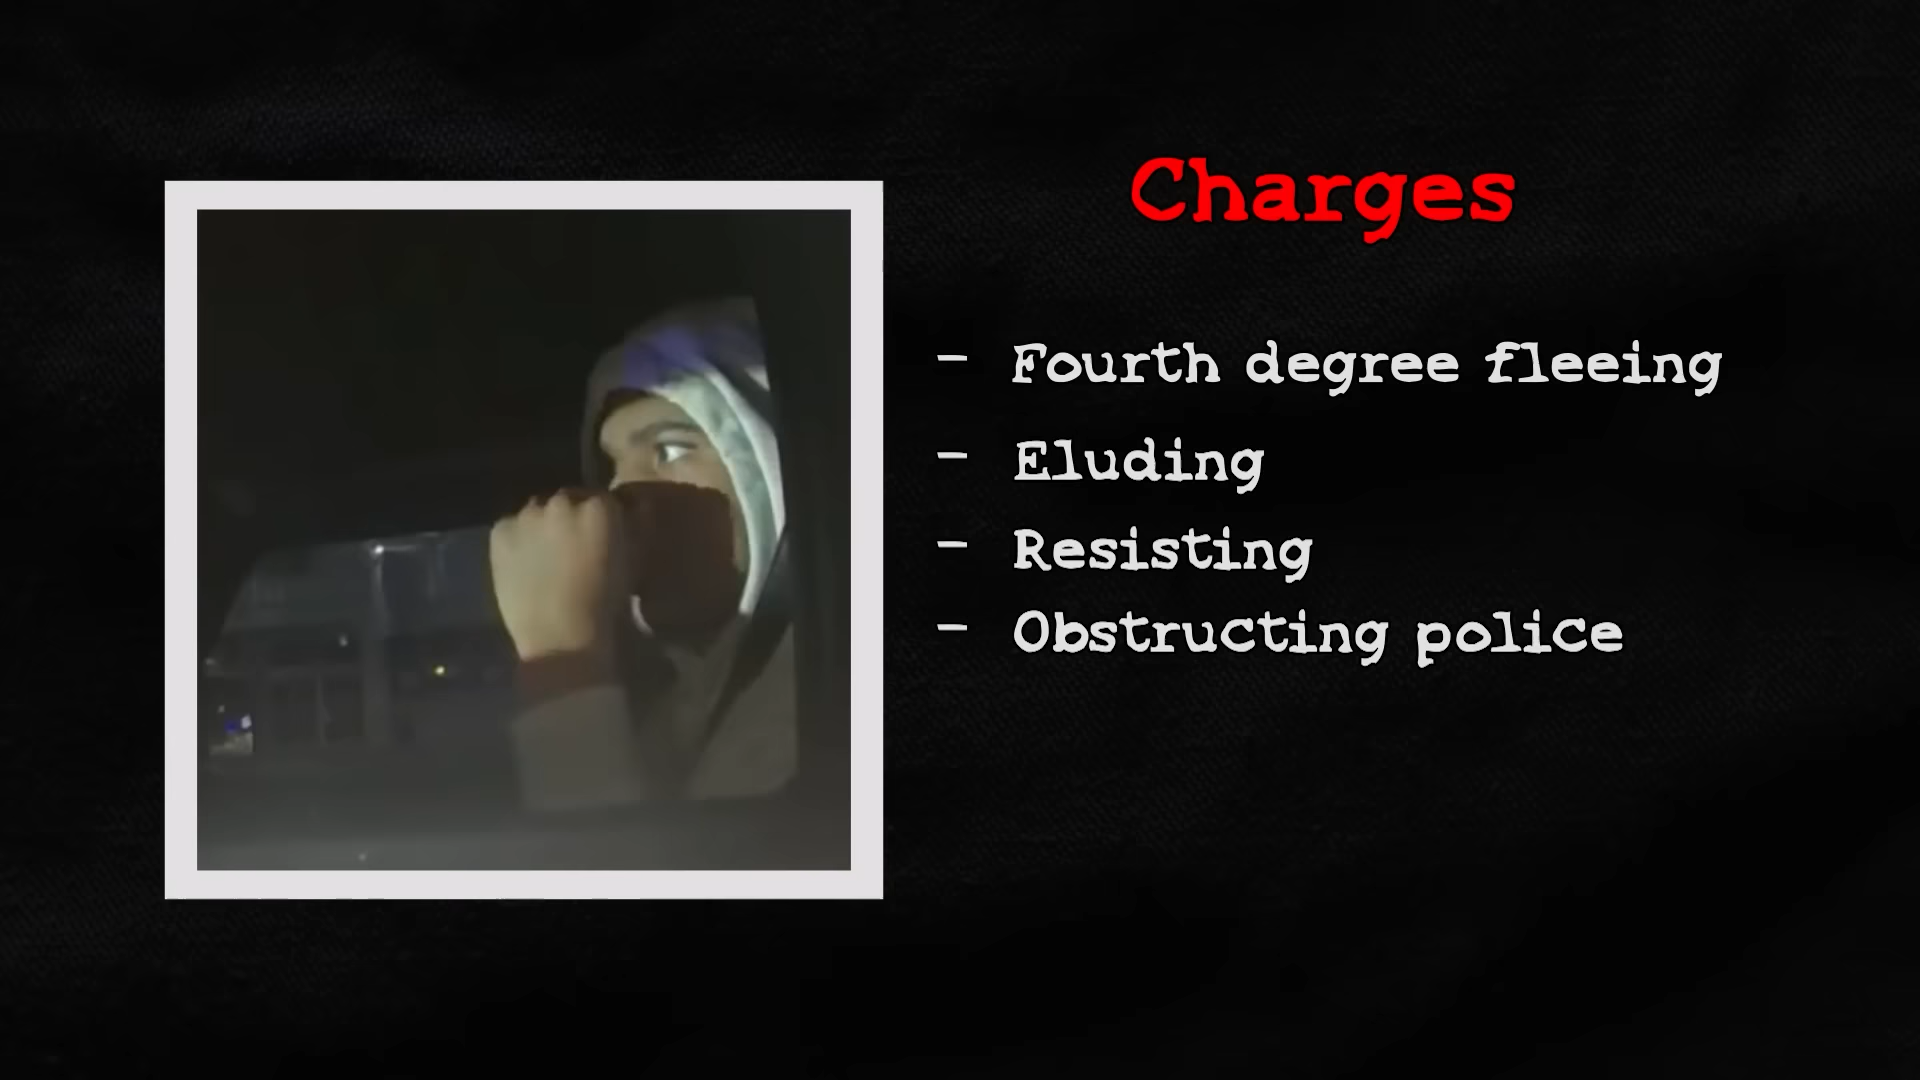 Charges
- Fourth degree fleeing
- Eluding
- Resisting
- Obstructing police